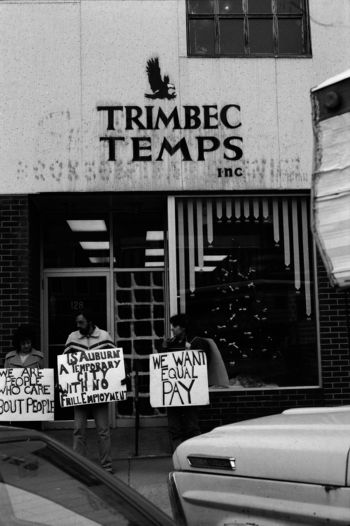 TRIMBEC
TEMPS
INC
128
WE ARE
PEOPLE
WHO CARE
ABOUT PEOPLE
IS AUBURN
A TEMPORARY
CITY
WITH NO
FRILL EMPLOYMENT
WE WANT
EQUAL
PAY